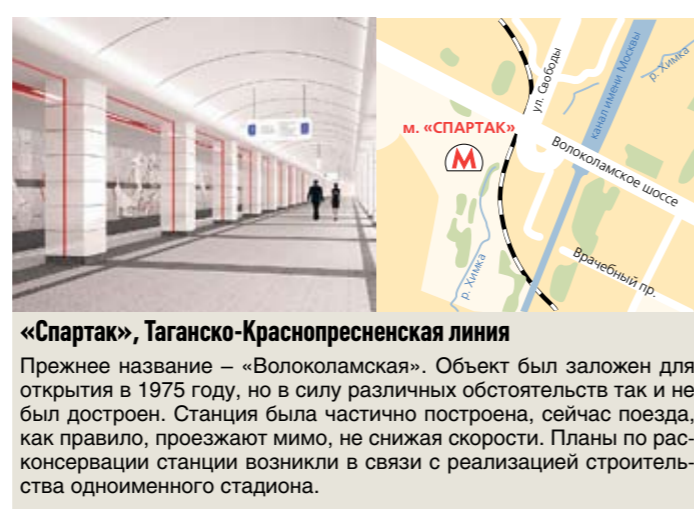 м. «СПАРТАК»
М
ул. Свободы
канал имени Москвы
р. Химка
Волоколамское шоссе
Врачебный пр.
р. Химка
«Спартак», Таганско-Краснопресненская линия
Прежнее название – «Волоколамская». Объект был заложен для
открытия в 1975 году, но в силу различных обстоятельств так и не
был достроен. Станция была частично построена, сейчас поезда,
как правило, проезжают мимо, не снижая скорости. Планы по рас-
консервации станции возникли в связи с реализацией строитель-
ства одноименного стадиона.